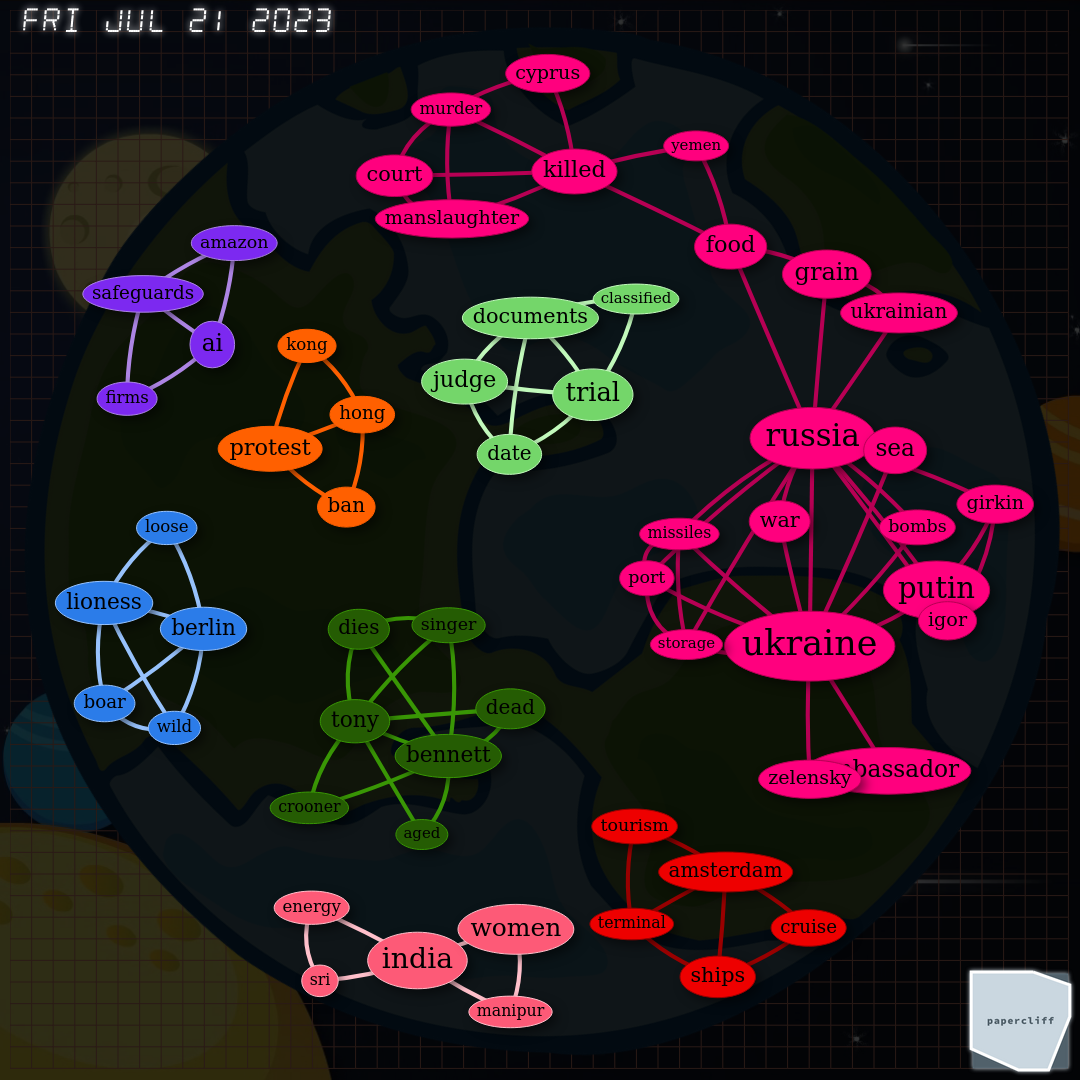 FRI JUL 21 2023
cyprus
murder
yemen
killed
court
manslaughter
food
amazon
grain
safeguards
classified
ukrainian
documents
ai
kong
judge
trial
firms
hong
russia
protest
sea
date
ban
girkin
loose
war
bombs
missiles
port
putin
lioness
igor
berlin
dies
singer
storage
ukraine
boar
dead
tony
wild
bennett
bassador
zelensky
crooner
tourism
aged
amsterdam
energy
women
terminal
cruise
india
sri
ships
manipur
papercliff